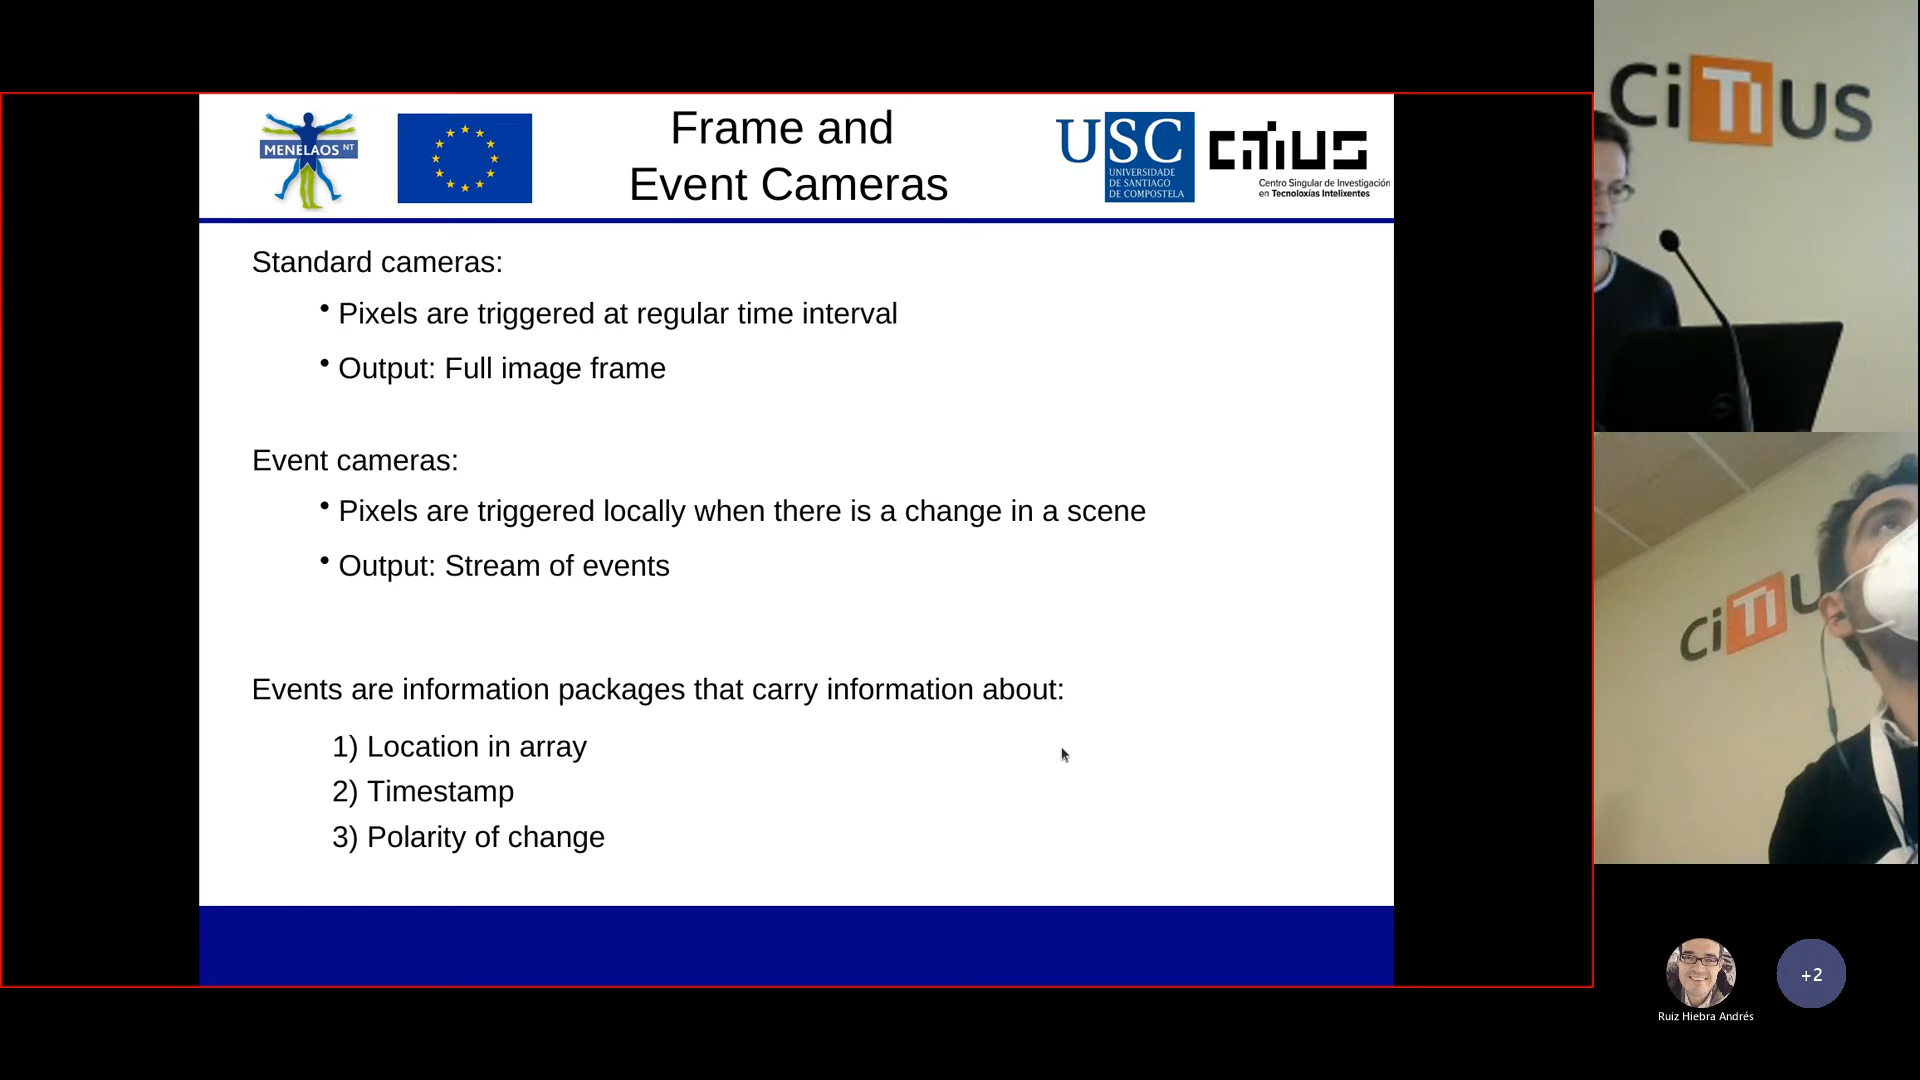 MENELAOS NT
Frame and
Event Cameras
USC
UNIVERSIDADE
DE SANTIAGO
DE COMPOSTELA
CiTIUS
Centro Singular de Investigación
en Tecnoloxías Intelixentes
Standard cameras:
• Pixels are triggered at regular time interval
• Output: Full image frame
Event cameras:
• Pixels are triggered locally when there is a change in a scene
• Output: Stream of events
Events are information packages that carry information about:
1) Location in array
2) Timestamp
3) Polarity of change
CiTIUS
CiTIU
+2
Ruiz Hiebra Andrés